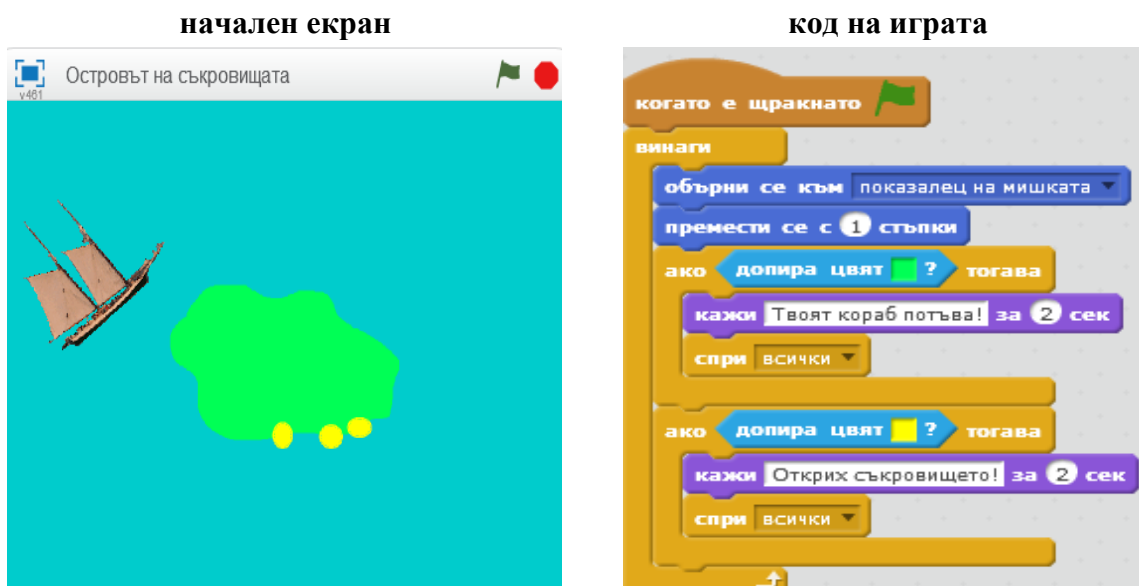 начален екран
код на играта
Островът на съкровищата
v461
когато е щракнато
винаги
обърни се към показалец на мишката
премести се с 1 стъпки
ако допира цвят ? тогава
кажи Твоят кораб потъва! за 2 сек
спри всички
ако допира цвят ? тогава
кажи Открих съкровището! за 2 сек
спри всички